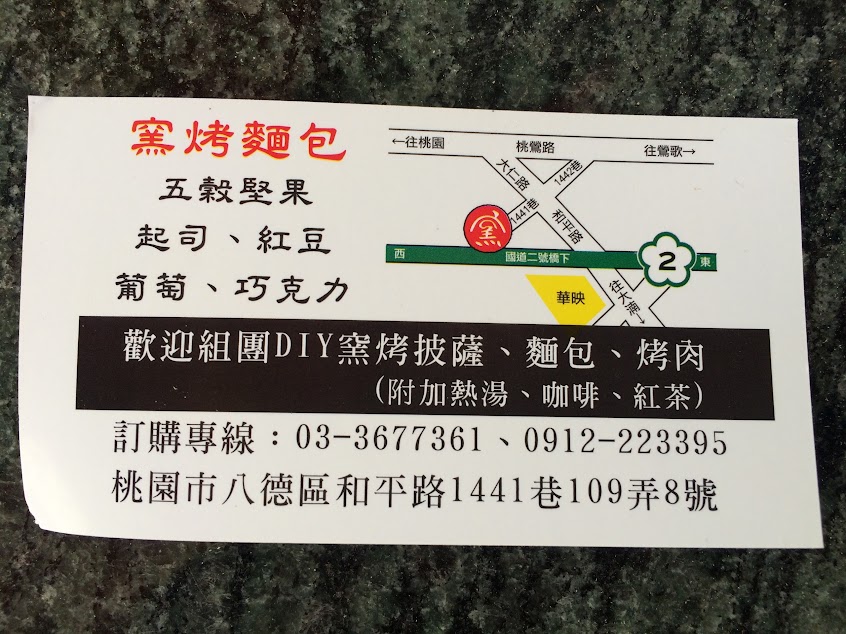 窯烤麵包
五穀堅果
起司、紅豆
葡萄、巧克力
←往桃園
桃鶯路
往鶯歌→
大仁路
1442巷
1441巷
和平路
窯
西
國道二號橋下
2
東
華映
往大湳→
歡迎組團DIY窯烤披薩、麵包、烤肉
(附加熱湯、咖啡、紅茶)
訂購專線：03-3677361、0912-223395
桃園市八德區和平路1441巷109弄8號